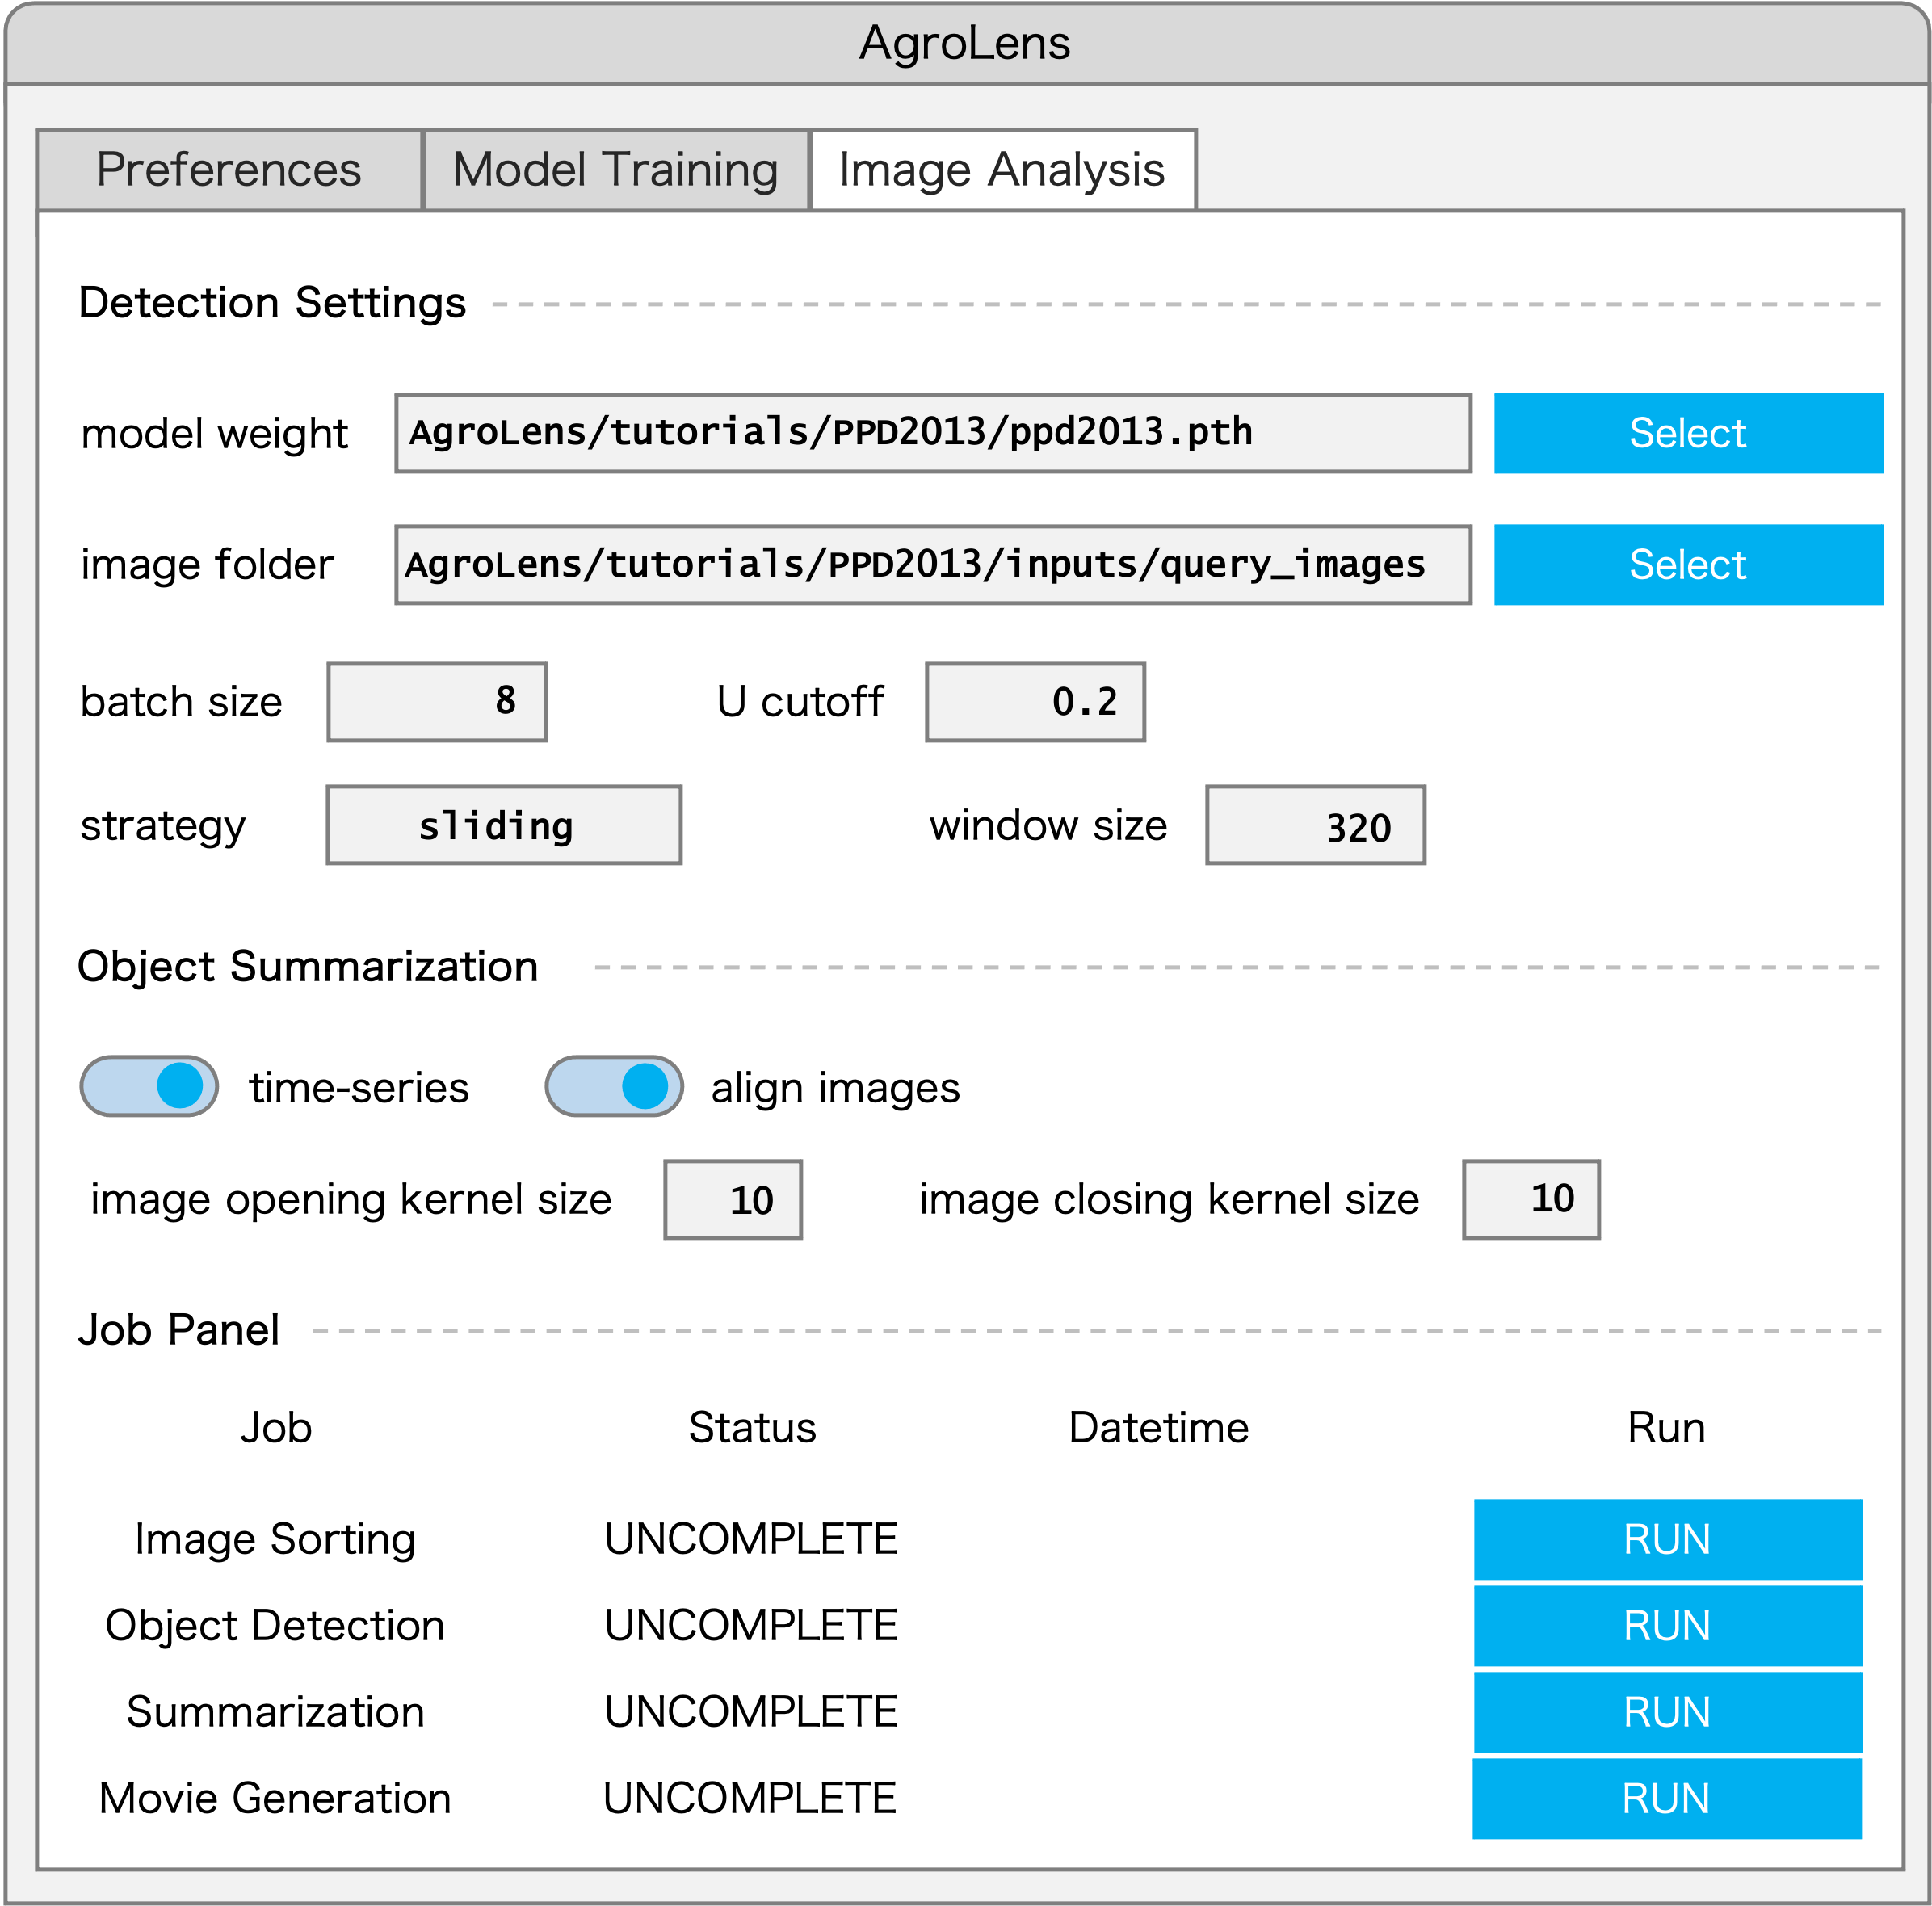 AgroLens
Preferences Model Training Image Analysis
Detection Settings
model weight AgroLens/tutorials/PPD2013/ppd2013.pth Select
image folder AgroLens/tutorials/PPD2013/inputs/query_images Select
batch size 8 U cutoff 0.2
strategy sliding window size 320
Object Summarization
time-series align images
image opening kernel size 10 image closing kernel size 10
Job Panel
Job Status Datetime Run
Image Sorting UNCOMPLETE RUN
Object Detection UNCOMPLETE RUN
Summarization UNCOMPLETE RUN
Movie Generation UNCOMPLETE RUN